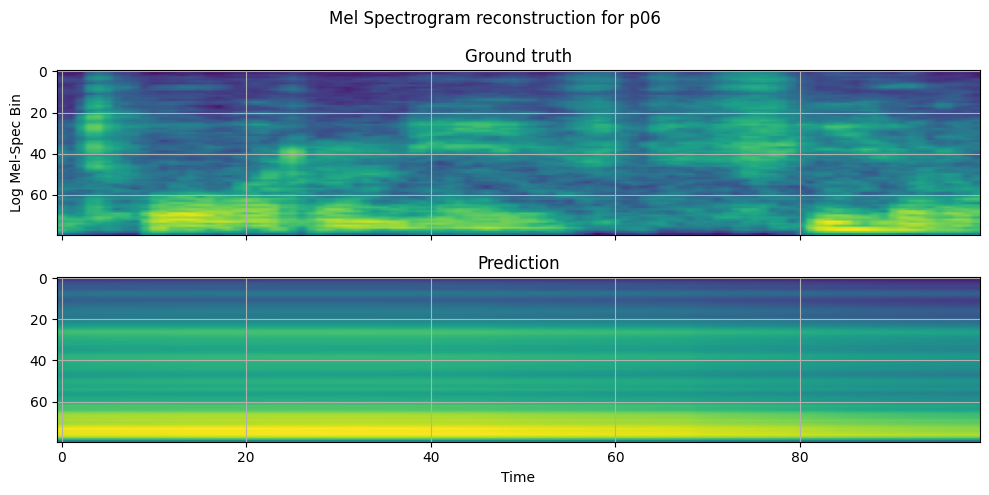 Mel Spectrogram reconstruction for p06
Ground truth
Log Mel-Spec Bin
0
20
40
60
Prediction
0
20
40
60
0 20 40 60 80
Time